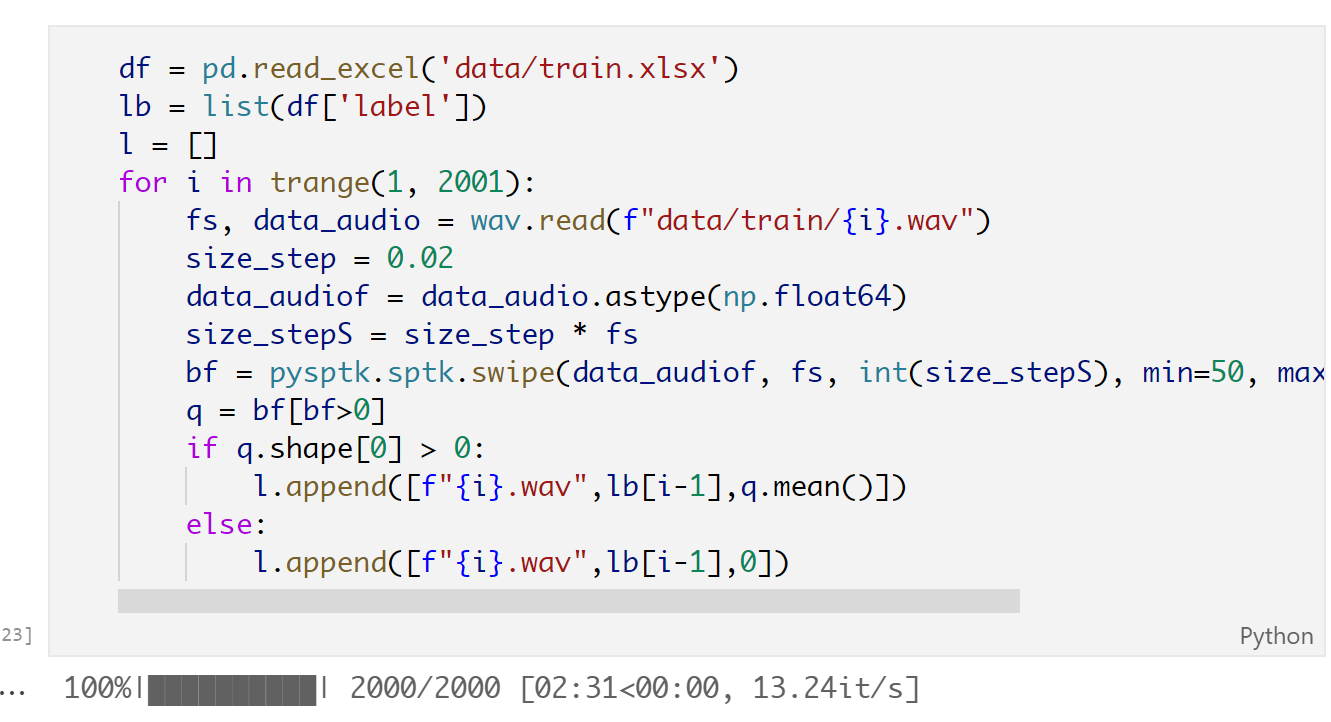 df = pd.read_excel('data/train.xlsx')
lb = list(df['label'])
l = []
for i in trange(1, 2001):
    fs, data_audio = wav.read(f"data/train/{i}.wav")
    size_step = 0.02
    data_audiof = data_audio.astype(np.float64)
    size_stepS = size_step * fs
    bf = pysptk.sptk.swipe(data_audiof, fs, int(size_stepS), min=50, max
    q = bf[bf>0]
    if q.shape[0] > 0:
        l.append([f"{i}.wav",lb[i-1],q.mean()])
    else:
        l.append([f"{i}.wav",lb[i-1],0])
23]
Python
... 100%|██████████| 2000/2000 [02:31<00:00, 13.24it/s]